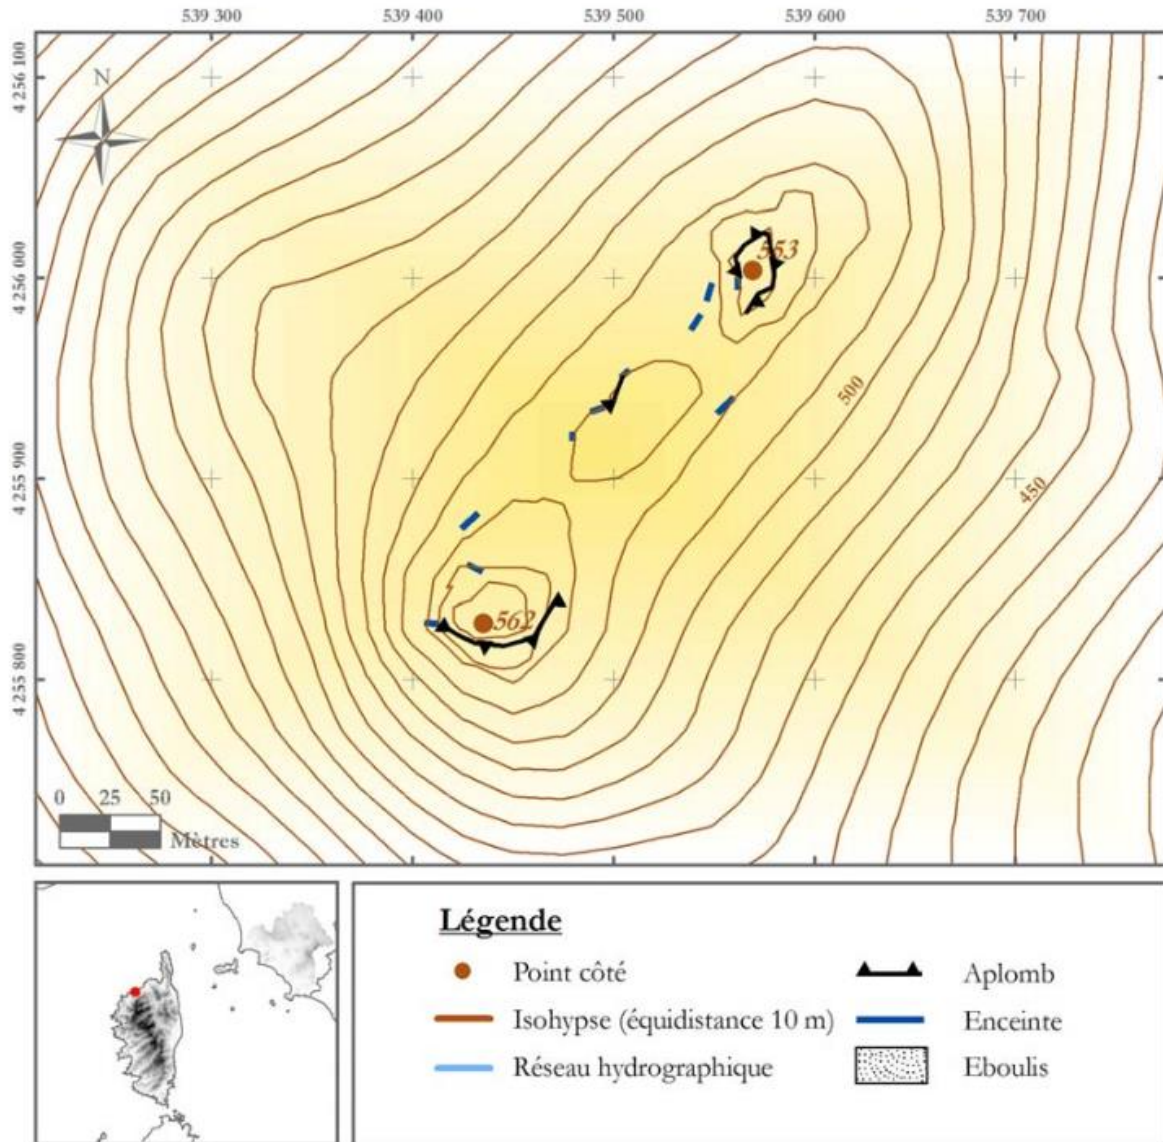 539 300 539 400 539 500 539 600 539 700
4 256 100
N
553
4 256 000
500
4 255 900
450
562
4 255 800
0 25 50
Mètres
Légende
Point côté
Aplomb
Isohypse (équidistance 10 m)
Enceinte
Réseau hydrographique
Eboulis